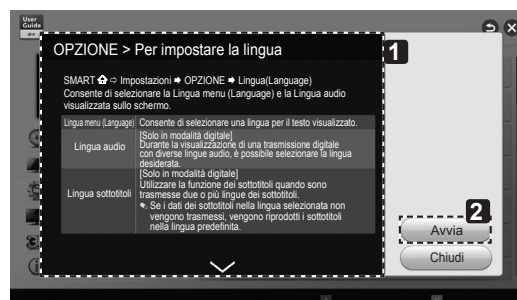 User
Guide
OPZIONE > Per impostare la lingua
1
SMART ⇨ Impostazioni ➡ OPZIONE ➡ Lingua(Language)
Consente di selezionare la Lingua menu (Language) e la Lingua audio
visualizzata sullo schermo.
Lingua menu (Language) Consente di selezionare una lingua per il testo visualizzato.
Lingua audio
[Solo in modalità digitale]
Durante la visualizzazione di una trasmissione digitale
con diverse lingue audio, è possibile selezionare la lingua
desiderata.
Lingua sottotitoli
[Solo in modalità digitale]
Utilizzare la funzione dei sottotitoli quando sono
trasmesse due o più lingue dei sottotitoli.
Se i dati dei sottotitoli nella lingua selezionata non
vengono trasmessi, vengono riprodotti i sottotitoli
nella lingua predefinita.
2
Avvia
Chiudi